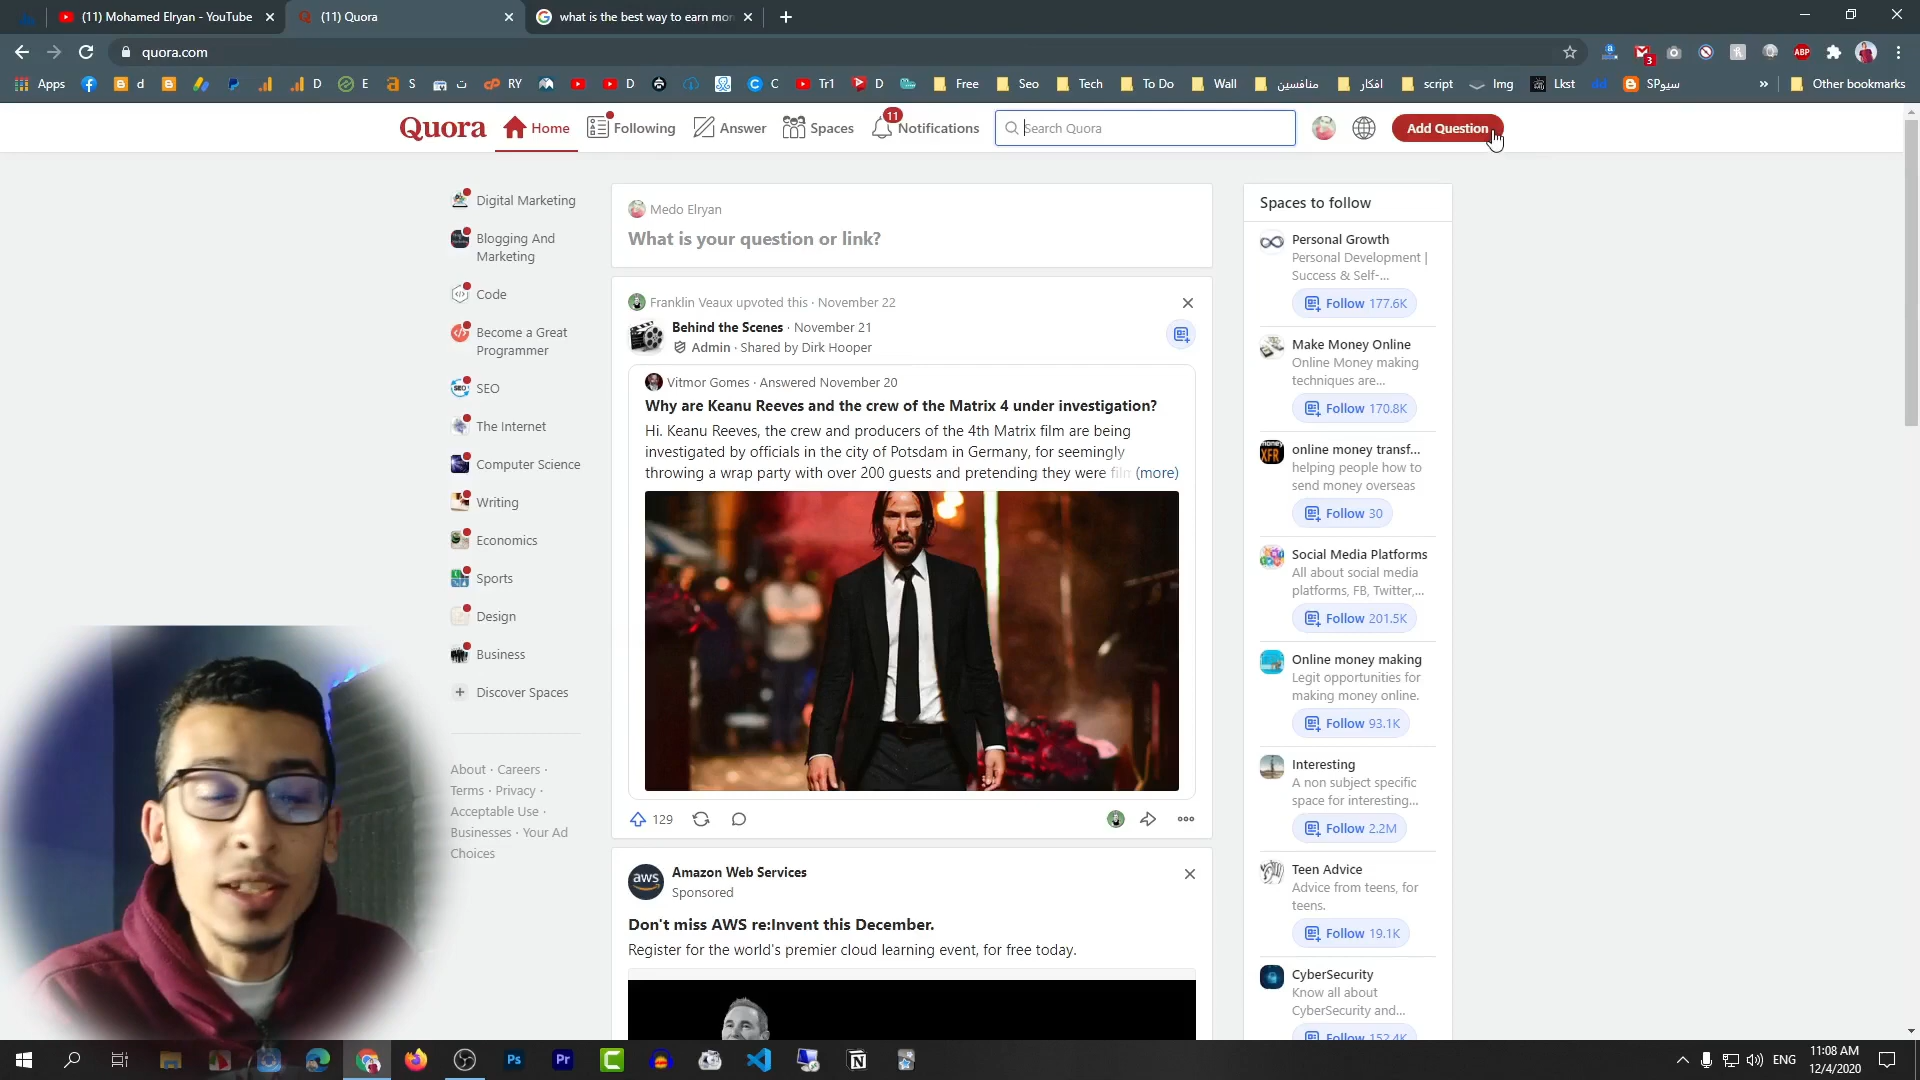 (11) Mohamed Elryan - YouTube
(11) Quora
what is the best way to earn mor
quora.com
3
ABP
Apps
d
D
E
S
ت
RY
D
C
Tr1
D
Free
Seo
Tech
To Do
Wall
منافسين
افكار
script
Img
Lkst
dd
سيوSP
»
Other bookmarks
Quora
Home
Following
Answer
Spaces
11
Notifications
Search Quora
Add Question
Digital Marketing
Blogging And
Marketing
Code
Become a Great
Programmer
SEO
The Internet
Computer Science
Writing
Economics
Sports
Design
Business
+ Discover Spaces
About · Careers ·
Terms · Privacy ·
Acceptable Use ·
Businesses · Your Ad
Choices
Medo Elryan
What is your question or link?
Franklin Veaux upvoted this · November 22
Behind the Scenes · November 21
Admin · Shared by Dirk Hooper
Vitmor Gomes · Answered November 20
Why are Keanu Reeves and the crew of the Matrix 4 under investigation?
Hi. Keanu Reeves, the crew and producers of the 4th Matrix film are being
investigated by officials in the city of Potsdam in Germany, for seemingly
throwing a wrap party with over 200 guests and pretending they were film (more)
129
aws
Amazon Web Services
Sponsored
Don't miss AWS re:Invent this December.
Register for the world's premier cloud learning event, for free today.
Spaces to follow
Personal Growth
Personal Development |
Success & Self-...
Follow 177.6K
Make Money Online
Online Money making
techniques are...
Follow 170.8K
money
XFR
online money transf...
helping people how to
send money overseas
Follow 30
Social Media Platforms
All about social media
platforms, FB, Twitter,...
Follow 201.5K
Online money making
Legit opportunities for
making money online.
Follow 93.1K
Interesting
A non subject specific
space for interesting...
Follow 2.2M
Teen Advice
Advice from teens, for
teens.
Follow 19.1K
CyberSecurity
Know all about
CyberSecurity and...
Follow 152.4K
Ps
Pr
ENG
11:08 AM
12/4/2020